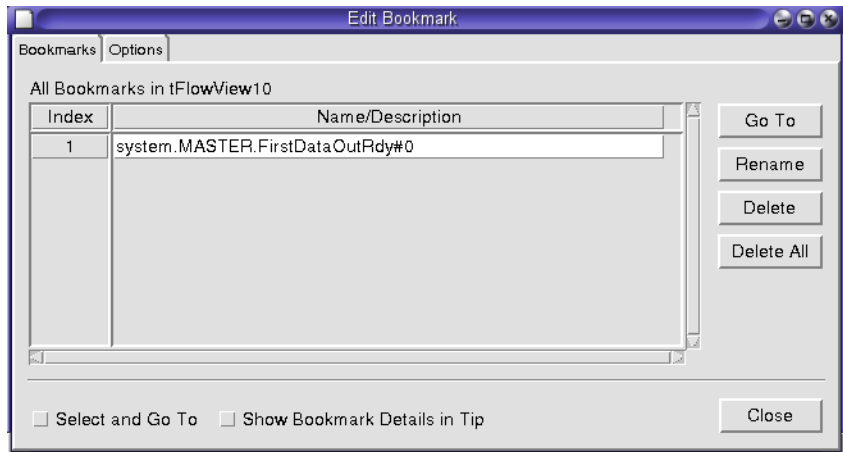 Edit Bookmark
Bookmarks Options
All Bookmarks in tFlowView10
Index Name/Description
1 system.MASTER.FirstDataOutRdy#0
Go To
Rename
Delete
Delete All
Select and Go To Show Bookmark Details in Tip
Close